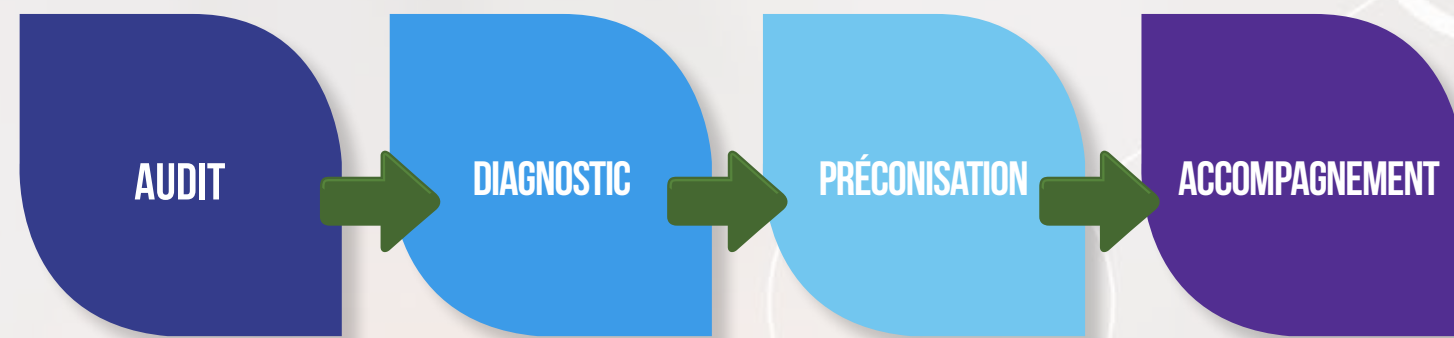 AUDIT
DIAGNOSTIC
PRÉCONISATION
ACCOMPAGNEMENT